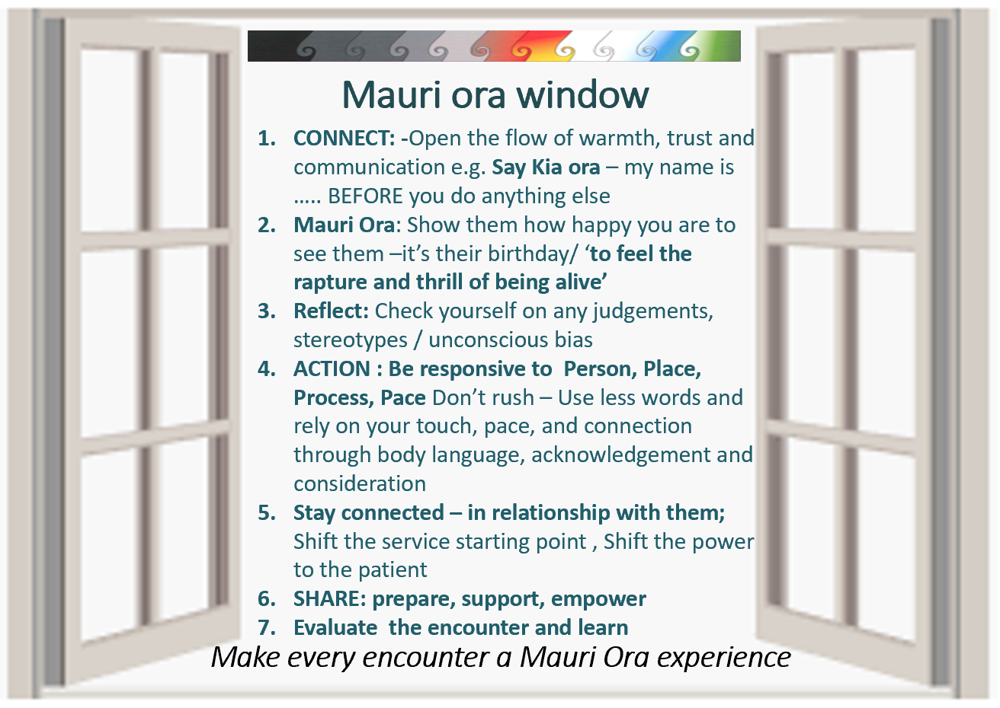 Mauri ora window
1. CONNECT: -Open the flow of warmth, trust and
communication e.g. Say Kia ora – my name is
….. BEFORE you do anything else
2. Mauri Ora: Show them how happy you are to
see them –it’s their birthday/ ‘to feel the
rapture and thrill of being alive’
3. Reflect: Check yourself on any judgements,
stereotypes / unconscious bias
4. ACTION : Be responsive to  Person, Place,
Process, Pace Don’t rush – Use less words and
rely on your touch, pace, and connection
through body language, acknowledgement and
consideration
5. Stay connected – in relationship with them;
Shift the service starting point , Shift the power
to the patient
6. SHARE: prepare, support, empower
7. Evaluate  the encounter and learn
Make every encounter a Mauri Ora experience